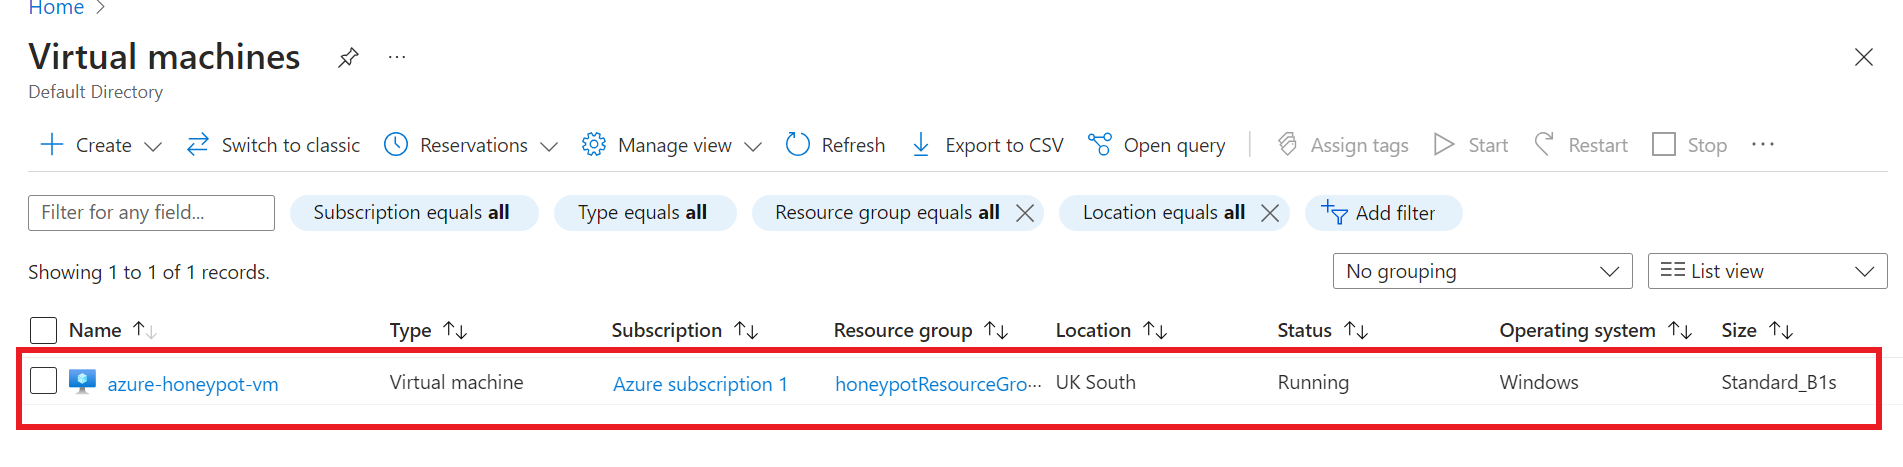 Home >
Virtual machines ...
Default Directory
Create Switch to classic Reservations Manage view Refresh Export to CSV Open query Assign tags Start Restart Stop ...
Filter for any field... Subscription equals all Type equals all Resource group equals all Location equals all Add filter
Showing 1 to 1 of 1 records. No grouping List view
Name Type Subscription Resource group Location Status Operating system Size
azure-honeypot-vm Virtual machine Azure subscription 1 honeypotResourceGro... UK South Running Windows Standard_B1s